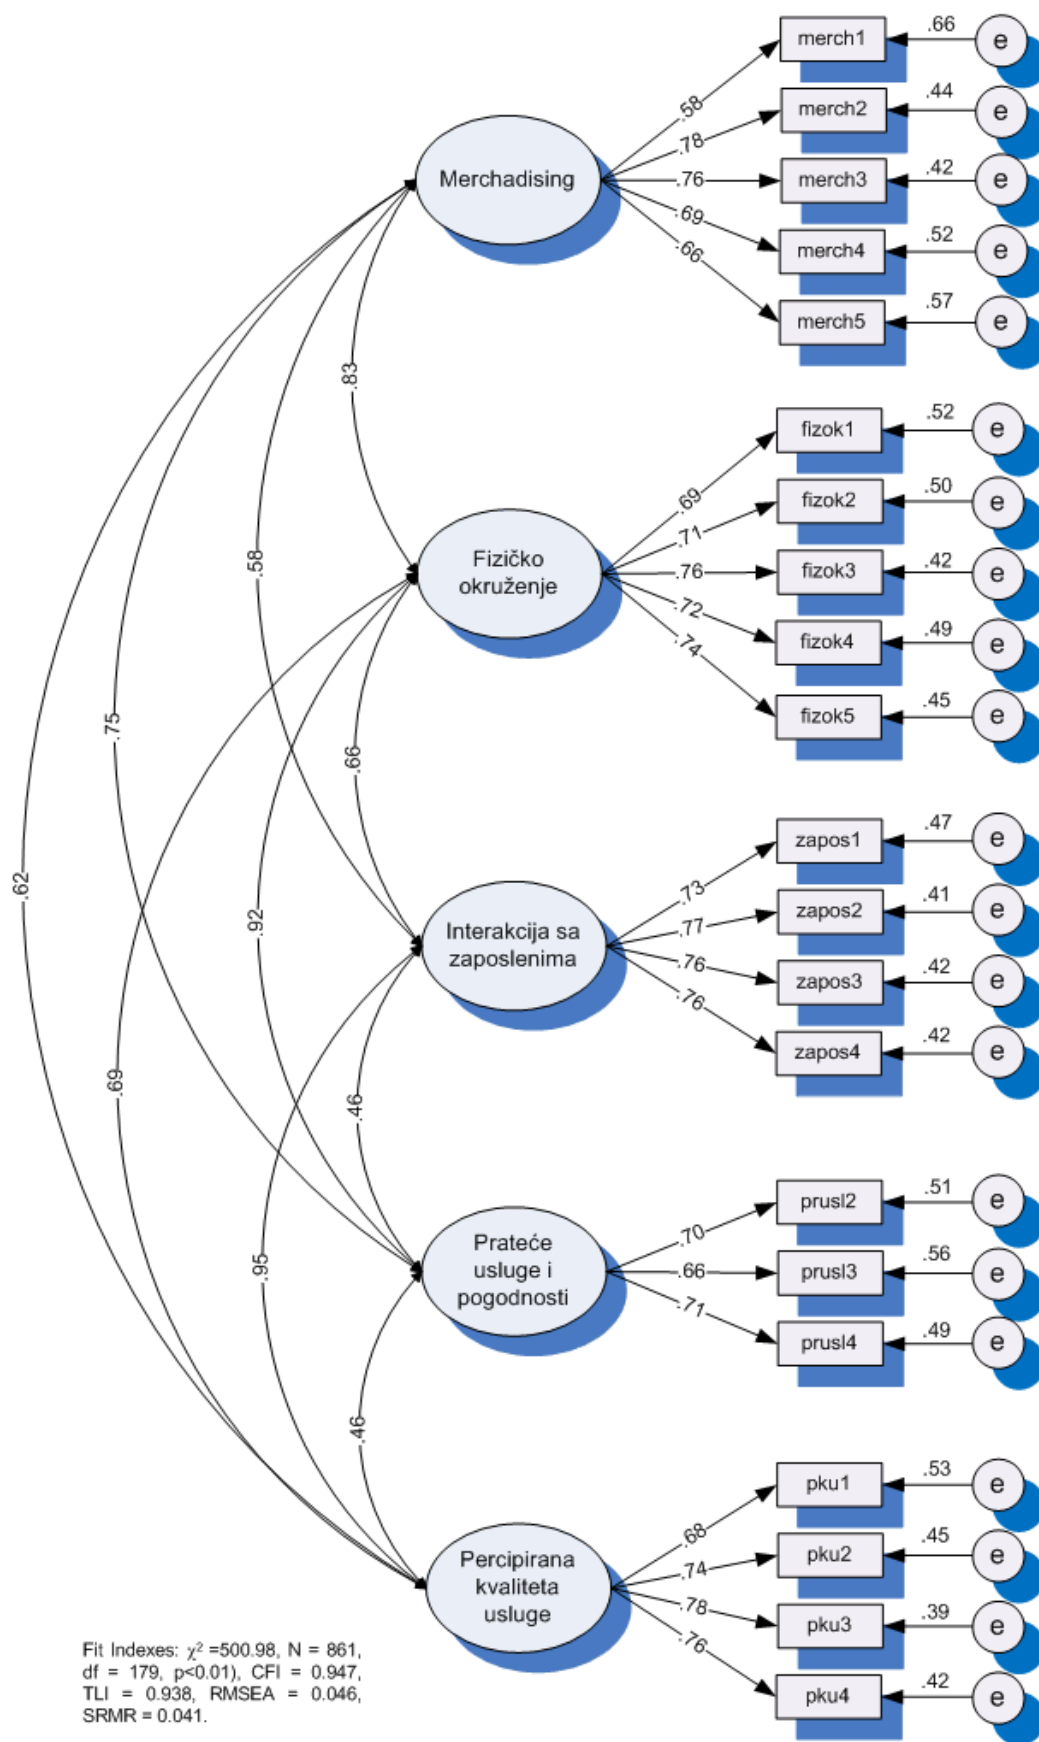 merch1
.66
e
.58
merch2
.44
e
.78
Merchadising
merch3
.42
e
.76
merch4
.52
e
.69
merch5
.57
e
.66
.83
fizok1
.52
e
.69
fizok2
.50
e
.71
Fizičko
okruženje
fizok3
.42
e
.76
fizok4
.49
e
.72
fizok5
.45
e
.74
.58
.75
.66
.62
.92
.69
zapos1
.47
e
.73
zapos2
.41
e
.77
Interakcija sa
zaposlenima
zapos3
.42
e
.76
zapos4
.42
e
.76
.46
.95
prusl2
.51
e
.70
Prateće
usluge i
pogodnosti
prusl3
.56
e
.66
prusl4
.49
e
.71
.46
pku1
.53
e
.68
pku2
.45
e
.74
Percipirana
kvaliteta
usluge
pku3
.39
e
.78
pku4
.42
e
.76
Fit Indexes: χ² =500.98, N = 861,
df = 179, p<0.01), CFI = 0.947,
TLI = 0.938, RMSEA = 0.046,
SRMR = 0.041.